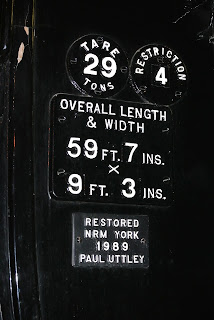 TARE
29
TONS
RESTRICTION
4
OVERALL LENGTH
& WIDTH
59 FT. 7 INS.
X
9 FT. 3 INS.
RESTORED
NRM YORK
1989
PAUL UTTLEY